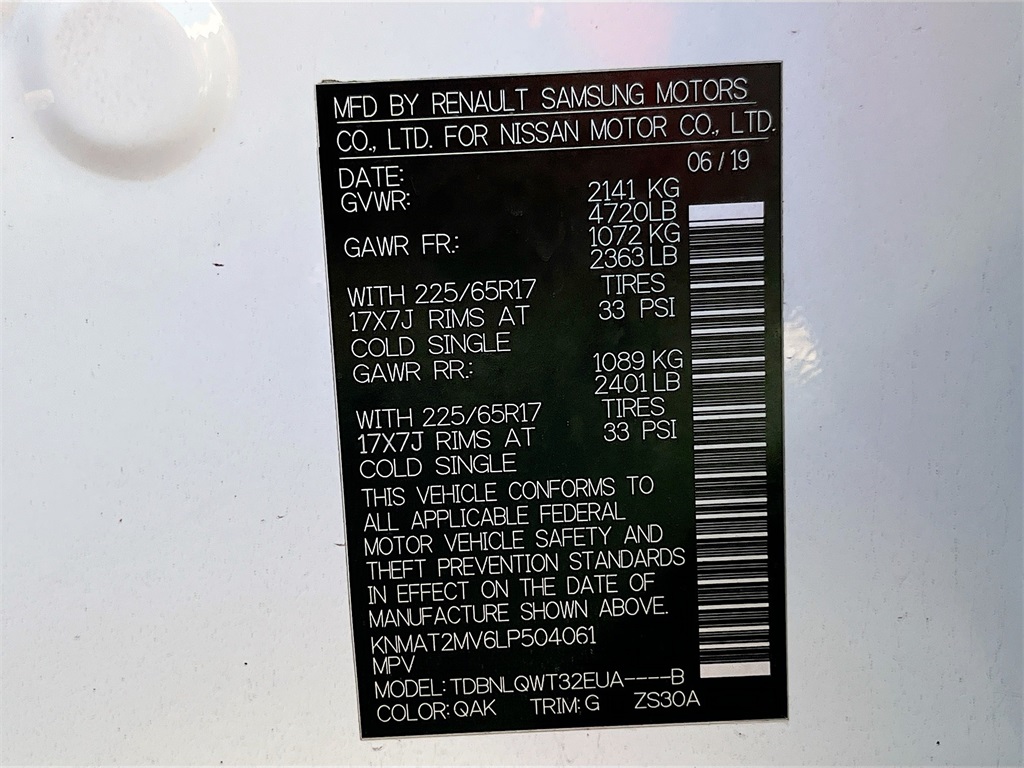 MFD BY RENAULT SAMSUNG MOTORS
CO., LTD. FOR NISSAN MOTOR CO., LTD.
DATE: 06/19
GVWR: 2141 KG
4720LB
GAWR FR.: 1072 KG
2363 LB
WITH 225/65R17 TIRES
17X7J RIMS AT 33 PSI
COLD SINGLE
GAWR RR.: 1089 KG
2401 LB
WITH 225/65R17 TIRES
17X7J RIMS AT 33 PSI
COLD SINGLE
THIS VEHICLE CONFORMS TO
ALL APPLICABLE FEDERAL
MOTOR VEHICLE SAFETY AND
THEFT PREVENTION STANDARDS
IN EFFECT ON THE DATE OF
MANUFACTURE SHOWN ABOVE.
KNMAT2MV6LP504061
MPV
MODEL: TDBNLQWT32EUA----B
COLOR: QAK TRIM: G ZS30A